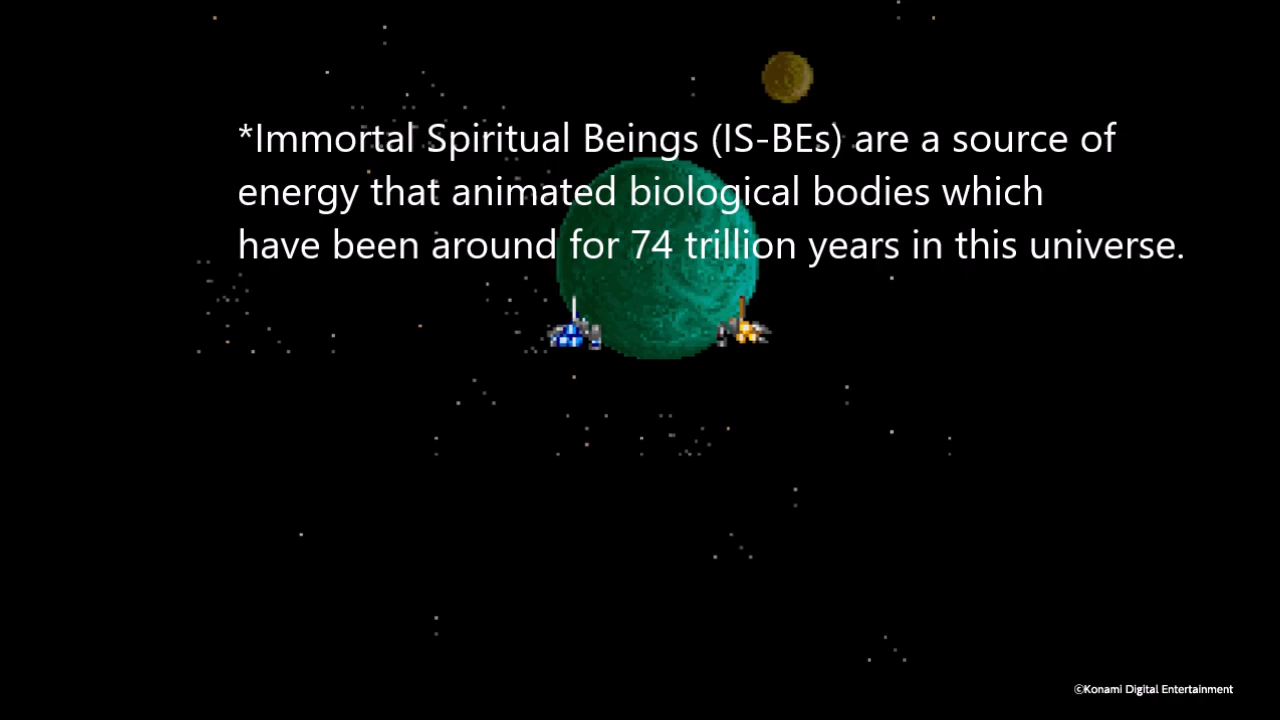 *Immortal Spiritual Beings (IS-BEs) are a source of
energy that animated biological bodies which
have been around for 74 trillion years in this universe.
©Konami Digital Entertainment